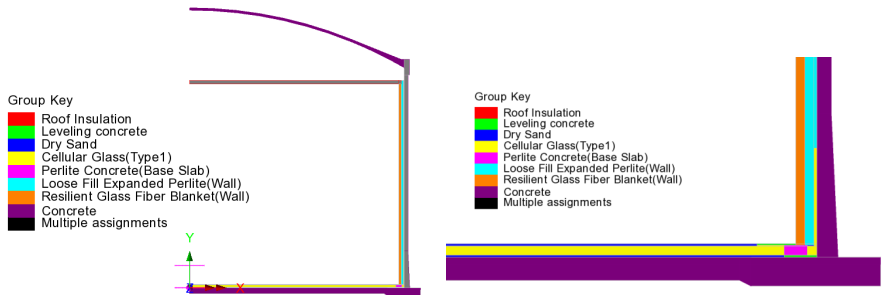 Group Key
Roof Insulation
Leveling concrete
Dry Sand
Cellular Glass(Type1)
Perlite Concrete(Base Slab)
Loose Fill Expanded Perlite(Wall)
Resilient Glass Fiber Blanket(Wall)
Concrete
Multiple assignments
Y
X
Group Key
Roof Insulation
Leveling concrete
Dry Sand
Cellular Glass(Type1)
Perlite Concrete(Base Slab)
Loose Fill Expanded Perlite(Wall)
Resilient Glass Fiber Blanket(Wall)
Concrete
Multiple assignments